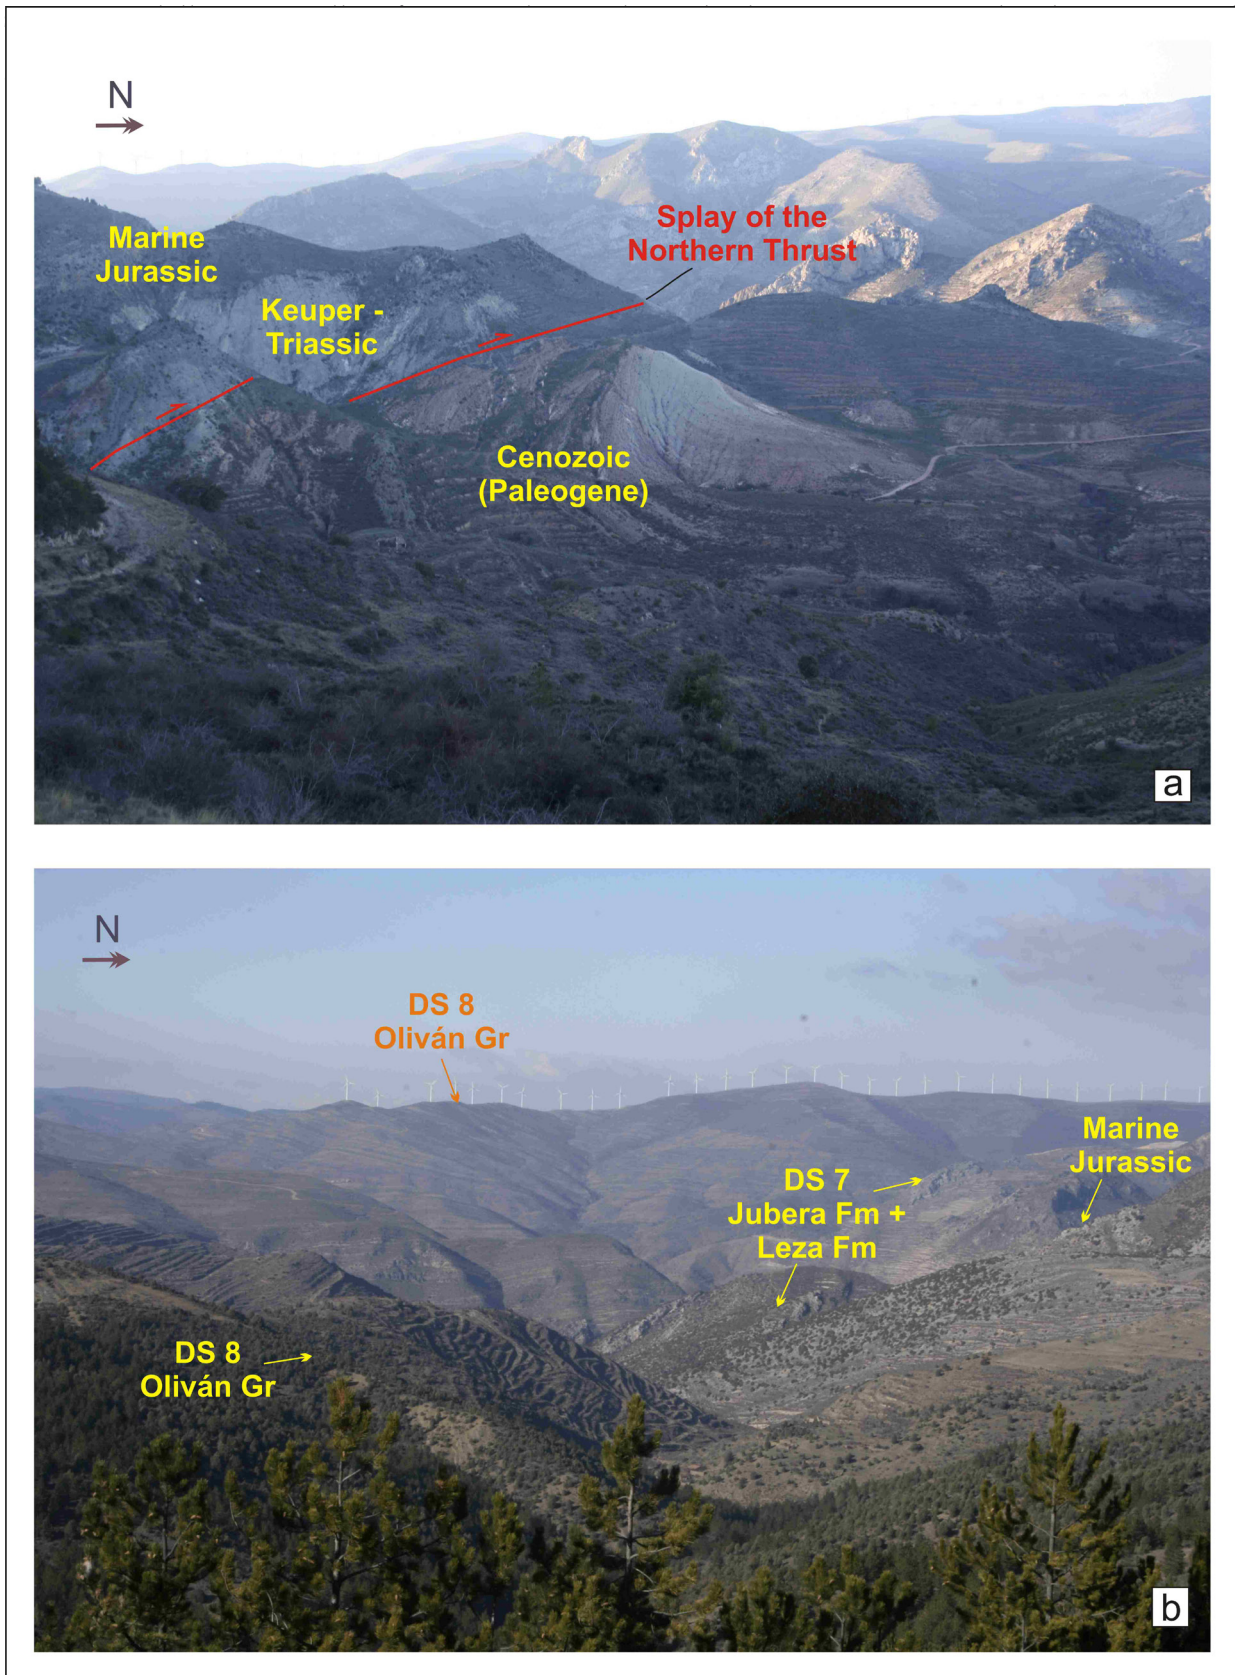 N
Marine
Jurassic
Keuper -
Triassic
Splay of the
Northern Thrust
Cenozoic
(Paleogene)
a
N
DS 8
Oliván Gr
DS 7
Jubera Fm +
Leza Fm
Marine
Jurassic
DS 8
Oliván Gr
b